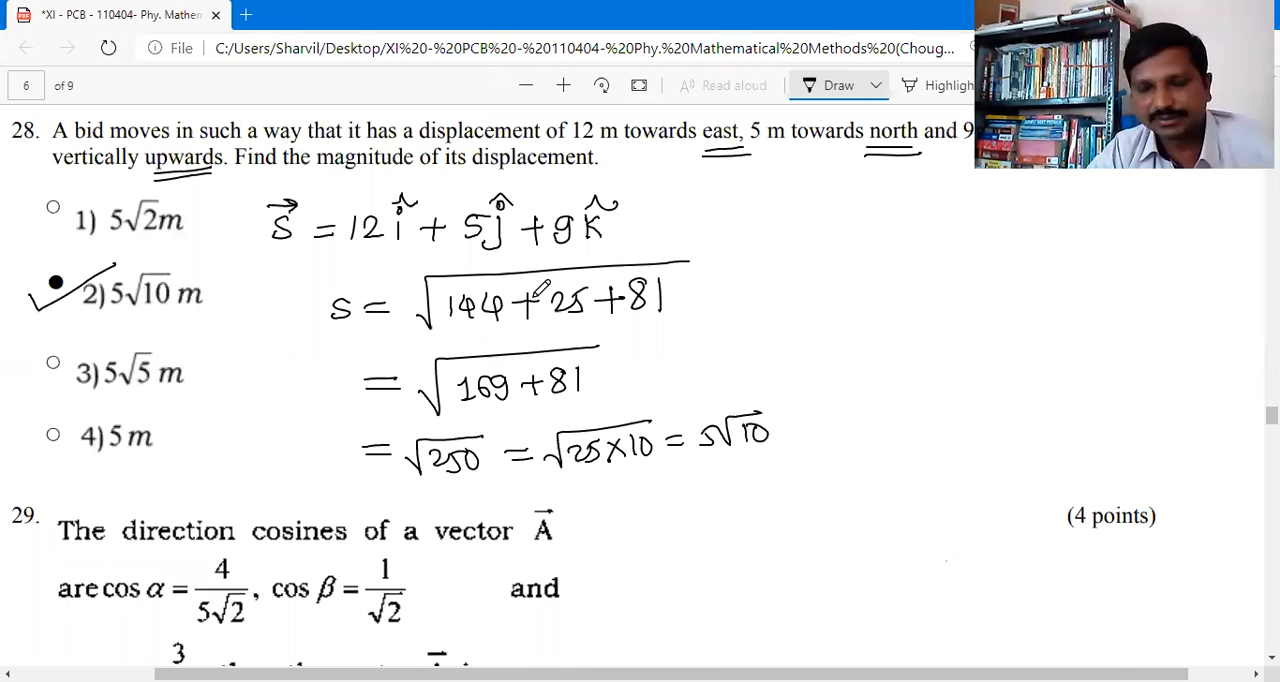 *XI - PCB - 110404- Phy. Mather
File C:/Users/Sharvil/Desktop/XI%20-%20PCB%20-%20110404-%20Phy.%20Mathematical%20Methods%20(Choug...
6 of 9 Read aloud Draw Highligh
28. A bid moves in such a way that it has a displacement of 12 m towards east, 5 m towards north and 9
vertically upwards. Find the magnitude of its displacement.
1) 5√2m
2) 5√10 m
3) 5√5 m
4) 5 m
S⃗ = 12 î + 5ĵ + 9k̂
S = √144 + 25 + 81
= √169 + 81
= √250 = √25×10 = 5√10
29. (4 points)
The direction cosines of a vector A⃗
are cos α = 4/5√2, cos β = 1/√2 and
3